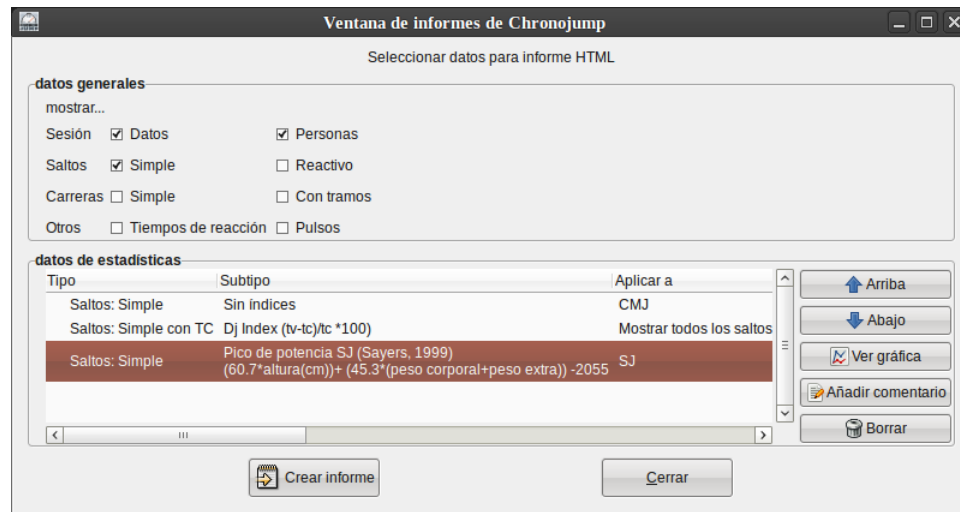 Ventana de informes de Chronojump
Seleccionar datos para informe HTML
datos generales
mostrar...
Sesión Datos Personas
Saltos Simple Reactivo
Carreras Simple Con tramos
Otros Tiempos de reacción Pulsos
datos de estadísticas
Tipo Subtipo Aplicar a
Saltos: Simple Sin índices CMJ
Saltos: Simple con TC Dj Index (tv-tc)/tc *100) Mostrar todos los saltos
Saltos: Simple Pico de potencia SJ (Sayers, 1999) SJ
(60.7*altura(cm))+ (45.3*(peso corporal+peso extra)) -2055
Arriba
Abajo
Ver gráfica
Añadir comentario
Borrar
Crear informe Cerrar